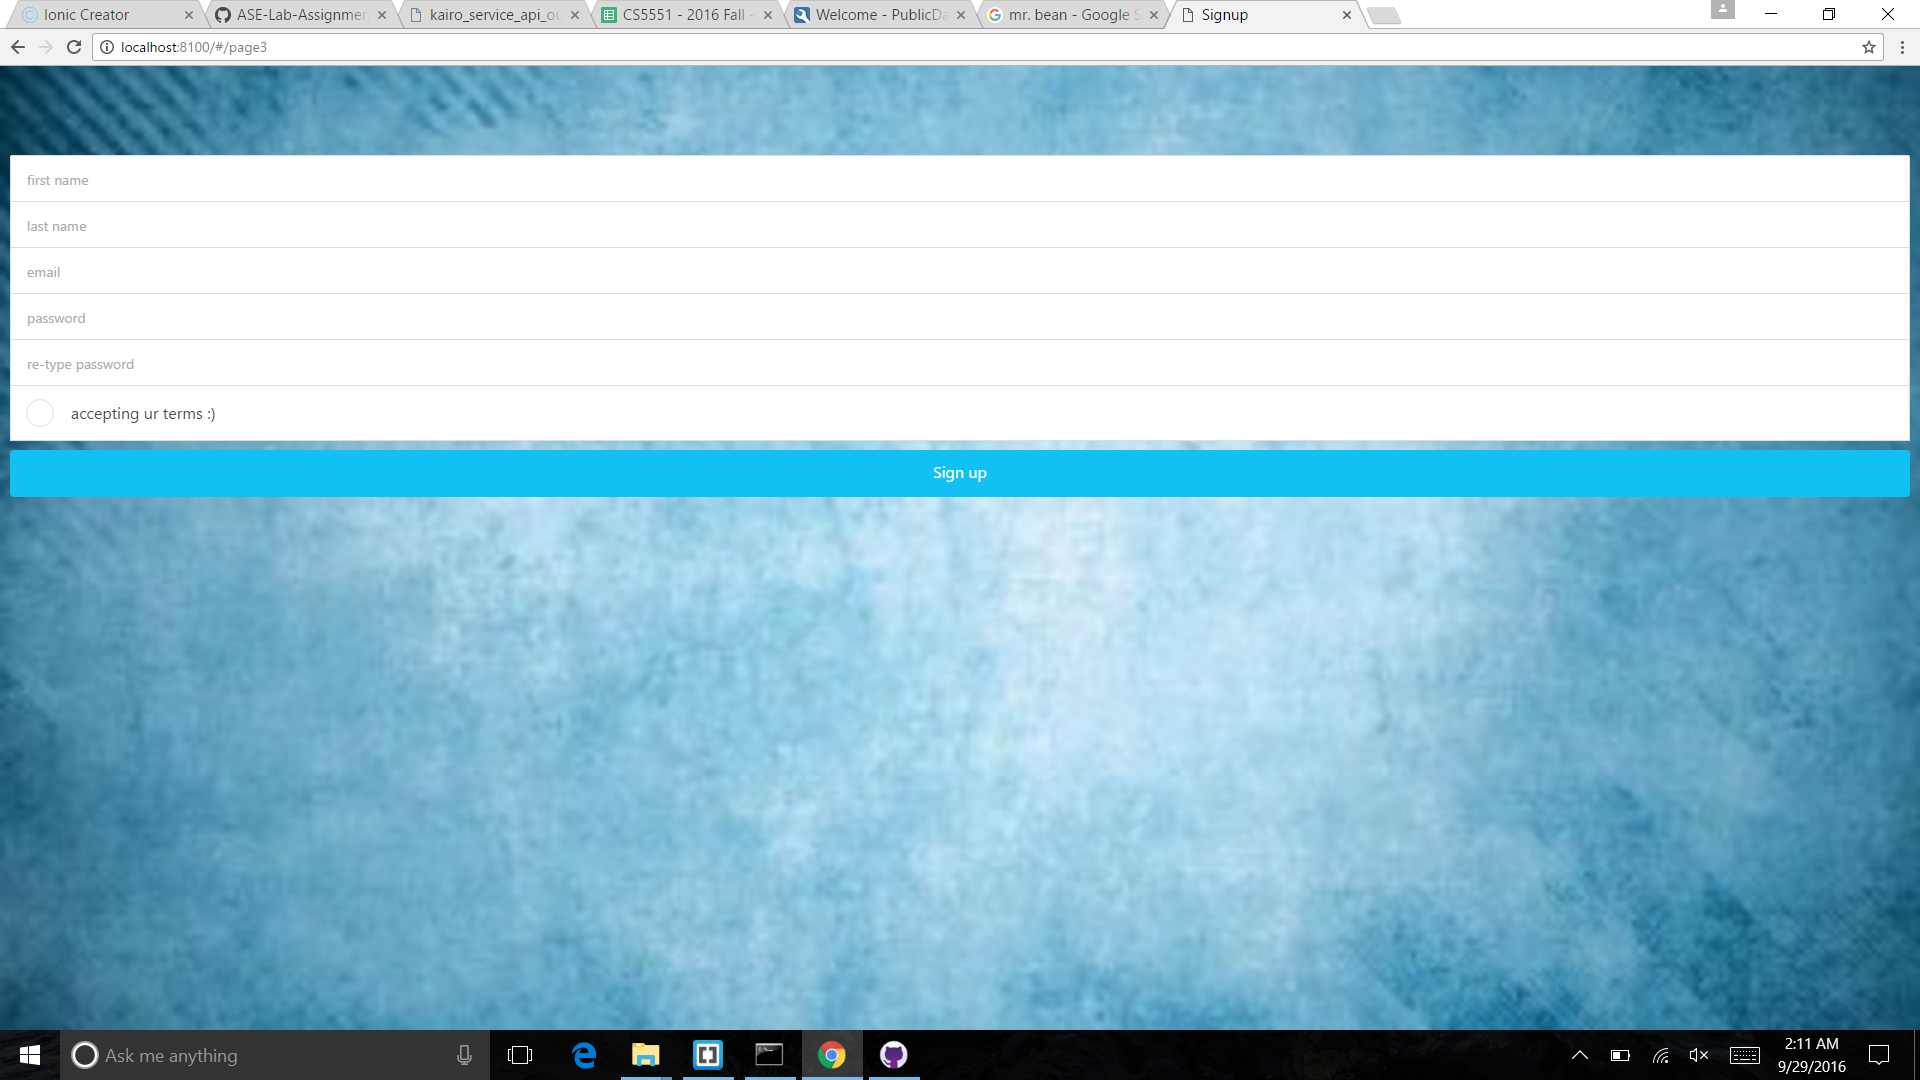 Ionic Creator
ASE-Lab-Assignmen
kairo_service_api_ou
CS5551 - 2016 Fall -
Welcome - PublicDa
mr. bean - Google S
Signup
localhost:8100/#/page3
first name
last name
email
password
re-type password
accepting ur terms :)
Sign up
Ask me anything
2:11 AM
9/29/2016